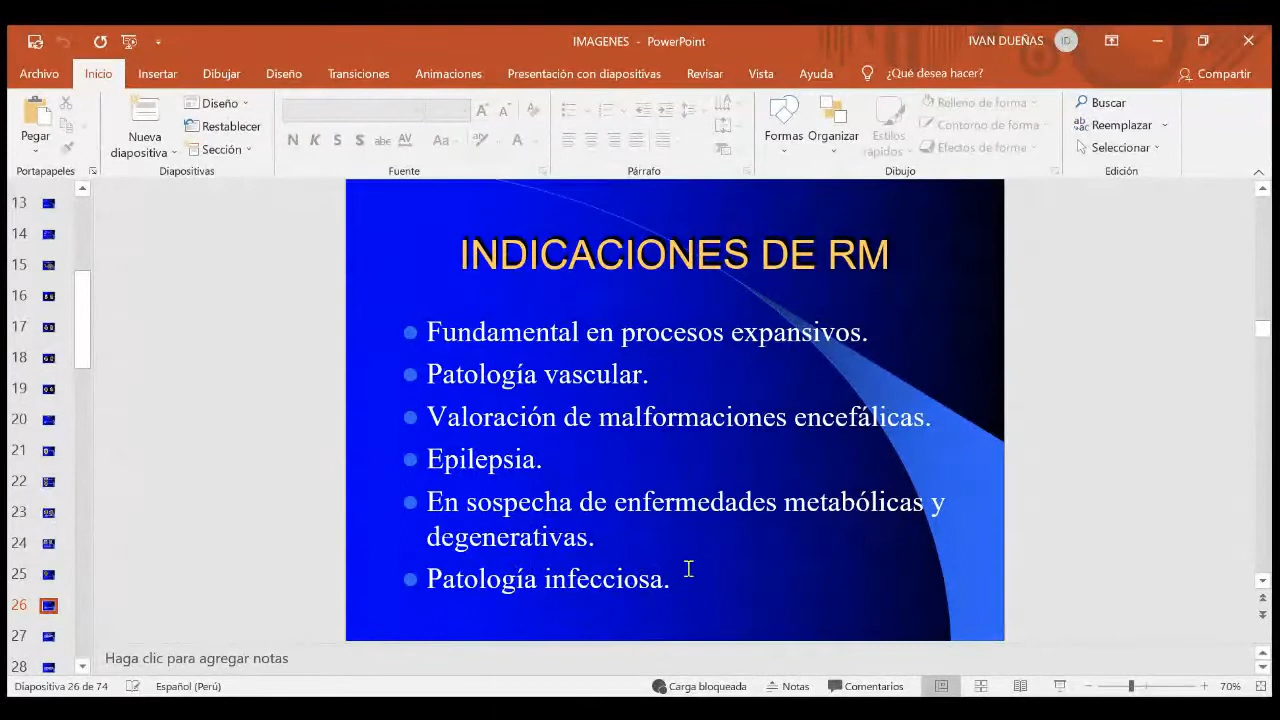 IMAGENES - PowerPoint
IVAN DUEÑAS
ID
Archivo Inicio Insertar Dibujar Diseño Transiciones Animaciones Presentación con diapositivas Revisar Vista Ayuda ¿Qué desea hacer? Compartir
Pegar
Nueva diapositiva
Diseño
Restablecer
Sección
N K S S abc AV Aa A
Formas
Organizar
Estilos rápidos
Relleno de forma
Contorno de forma
Efectos de forma
Buscar
Reemplazar
Seleccionar
Portapapeles Diapositivas Fuente Párrafo Dibujo Edición
13
14
15
16
17
18
19
20
21
22
23
24
25
26
27
28
INDICACIONES DE RM
Fundamental en procesos expansivos.
Patología vascular.
Valoración de malformaciones encefálicas.
Epilepsia.
En sospecha de enfermedades metabólicas y
degenerativas.
Patología infecciosa.
Haga clic para agregar notas
Diapositiva 26 de 74 Español (Perú) Carga bloqueada Notas Comentarios 70%